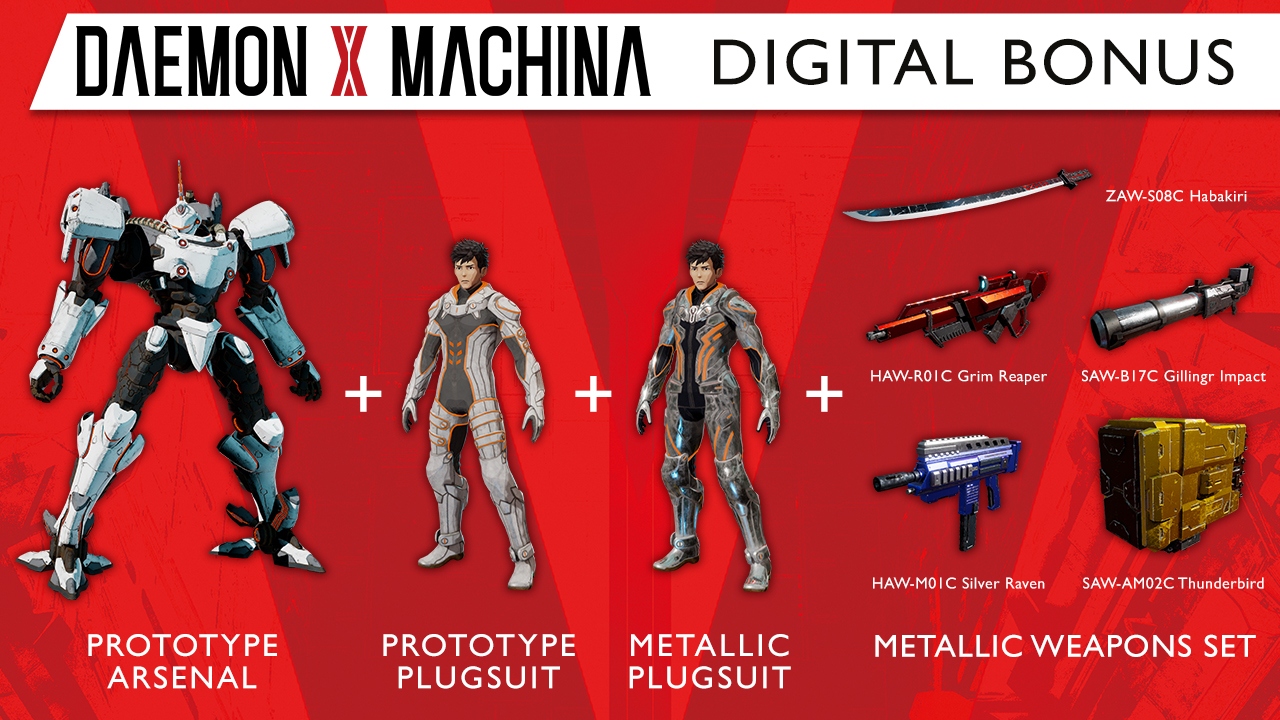 DAEMON X MACHINA DIGITAL BONUS
ZAW-S08C Habakiri
HAW-R01C Grim Reaper
SAW-B17C Gillingr Impact
HAW-M01C Silver Raven
SAW-AM02C Thunderbird
+
+
+
PROTOTYPE
ARSENAL
PROTOTYPE
PLUGSUIT
METALLIC
PLUGSUIT
METALLIC WEAPONS SET